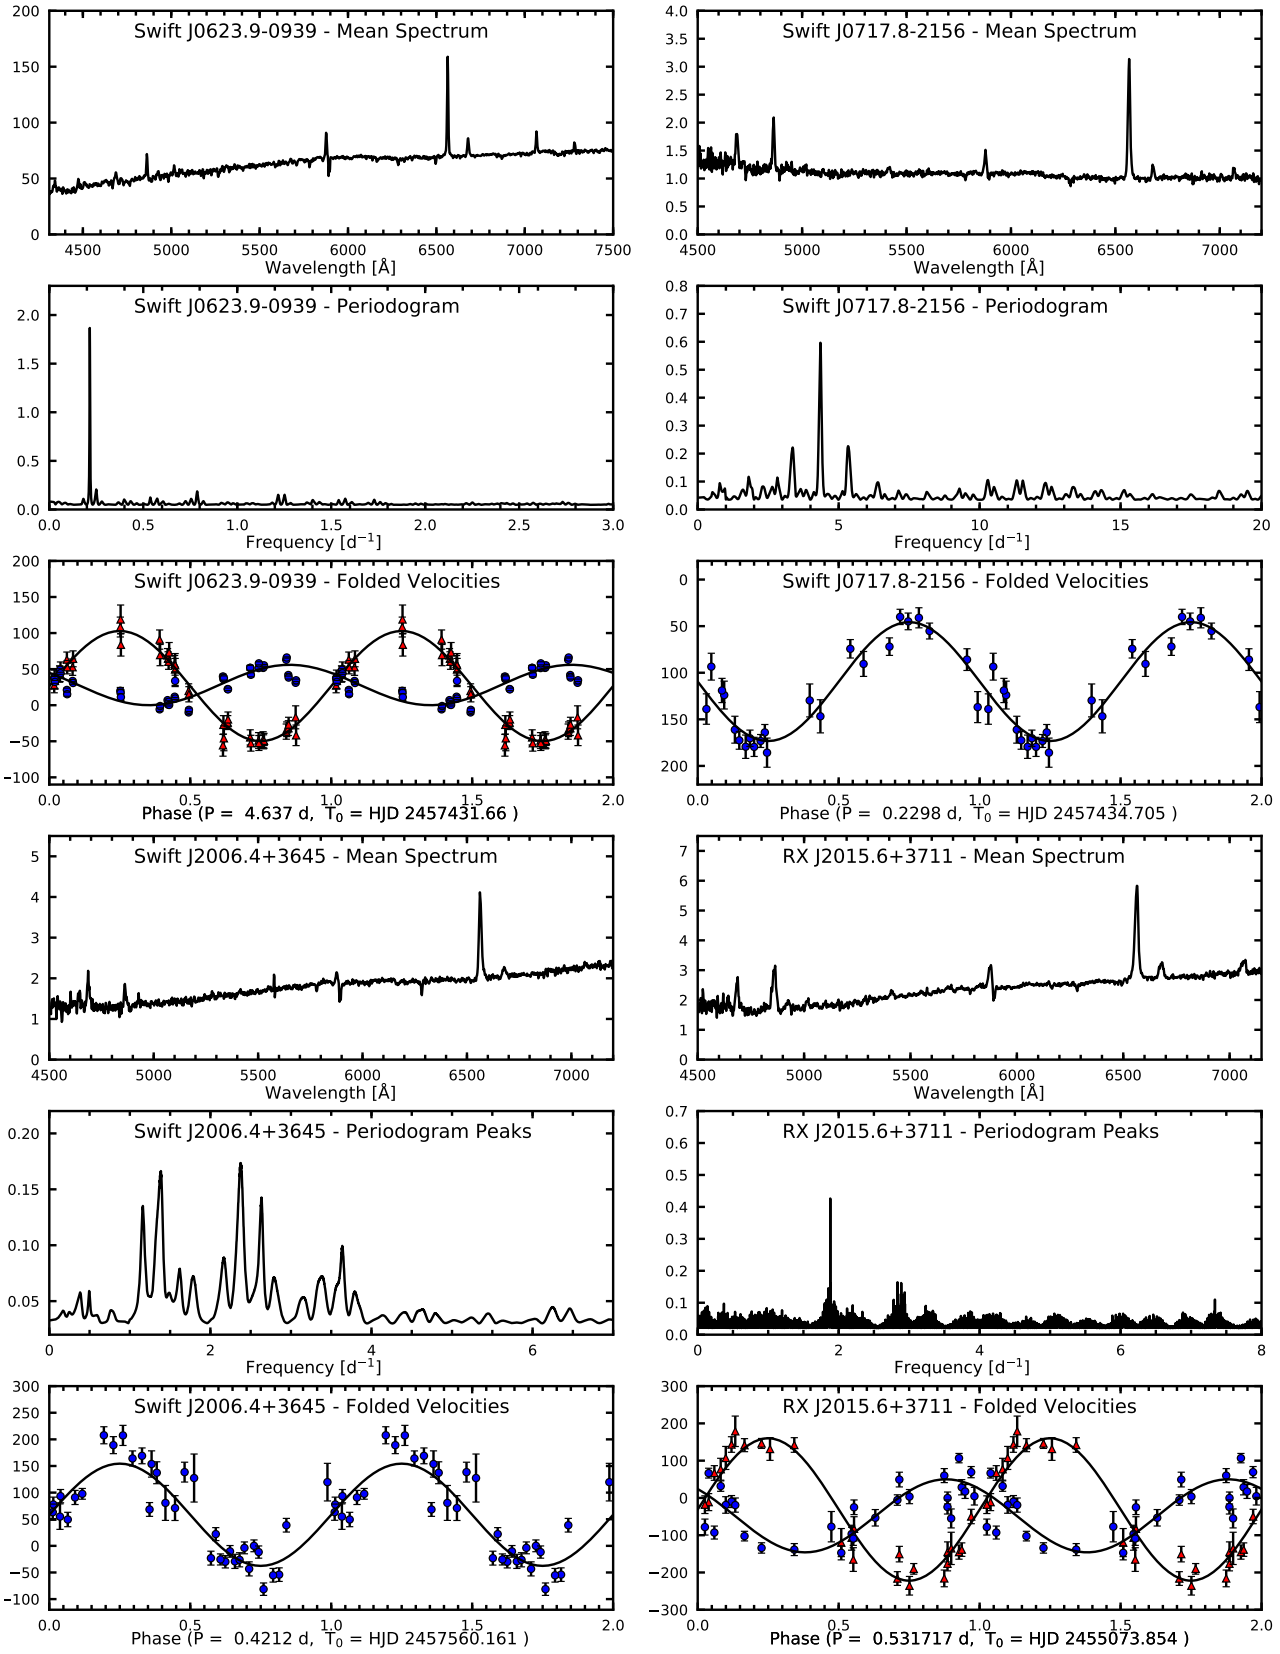 Swift J0623.9-0939 - Mean Spectrum
200
150
100
50
0
4500 5000 5500 6000 6500 7000 7500
Wavelength [Å]
Swift J0717.8-2156 - Mean Spectrum
4.0
3.5
3.0
2.5
2.0
1.5
1.0
0.5
0.0
4500 5000 5500 6000 6500 7000
Wavelength [Å]
Swift J0623.9-0939 - Periodogram
2.0
1.5
1.0
0.5
0.0
0.0 0.5 1.0 1.5 2.0 2.5 3.0
Frequency [d⁻¹]
Swift J0717.8-2156 - Periodogram
0.8
0.7
0.6
0.5
0.4
0.3
0.2
0.1
0.0
0 5 10 15 20
Frequency [d⁻¹]
Swift J0623.9-0939 - Folded Velocities
200
150
100
50
0
−50
−100
0.0 0.5 1.0 1.5 2.0
Phase (P = 4.637 d, T₀ = HJD 2457431.66 )
Swift J0717.8-2156 - Folded Velocities
0
50
100
150
200
0.0 0.5 1.0 1.5 2.0
Phase (P = 0.2298 d, T₀ = HJD 2457434.705 )
Swift J2006.4+3645 - Mean Spectrum
5
4
3
2
1
0
4500 5000 5500 6000 6500 7000
Wavelength [Å]
RX J2015.6+3711 - Mean Spectrum
7
6
5
4
3
2
1
0
4500 5000 5500 6000 6500 7000
Wavelength [Å]
Swift J2006.4+3645 - Periodogram Peaks
0.20
0.15
0.10
0.05
0 2 4 6
Frequency [d⁻¹]
RX J2015.6+3711 - Periodogram Peaks
0.7
0.6
0.5
0.4
0.3
0.2
0.1
0.0
0 2 4 6 8
Frequency [d⁻¹]
Swift J2006.4+3645 - Folded Velocities
300
250
200
150
100
50
0
−50
−100
0.0 0.5 1.0 1.5 2.0
Phase (P = 0.4212 d, T₀ = HJD 2457560.161 )
RX J2015.6+3711 - Folded Velocities
300
200
100
0
−100
−200
−300
0.0 0.5 1.0 1.5 2.0
Phase (P = 0.531717 d, T₀ = HJD 2455073.854 )